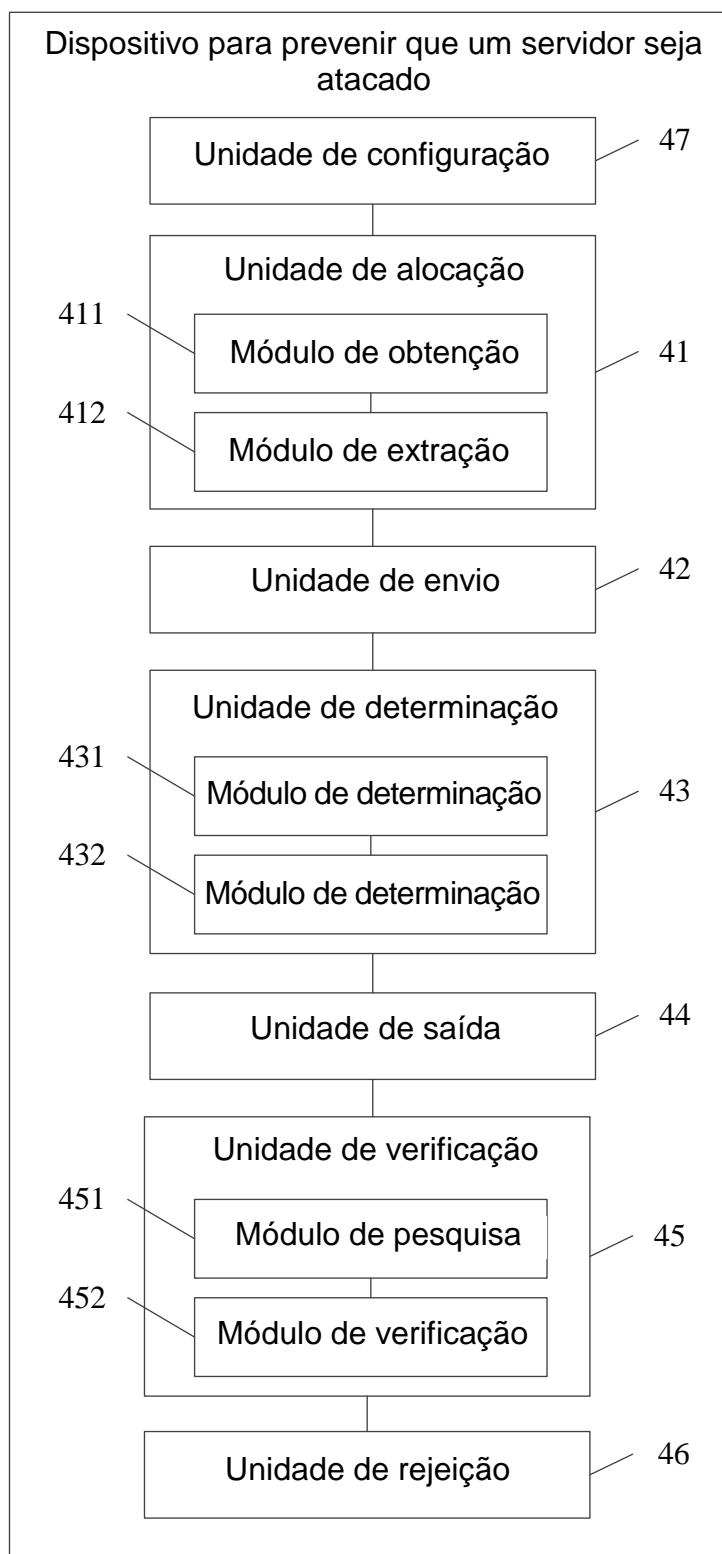 Dispositivo para prevenir que um servidor seja
atacado
Unidade de configuração
47
Unidade de alocação
411
Módulo de obtenção
41
412
Módulo de extração
Unidade de envio
42
Unidade de determinação
431
Módulo de determinação
43
432
Módulo de determinação
Unidade de saída
44
Unidade de verificação
451
Módulo de pesquisa
45
452
Módulo de verificação
Unidade de rejeição
46